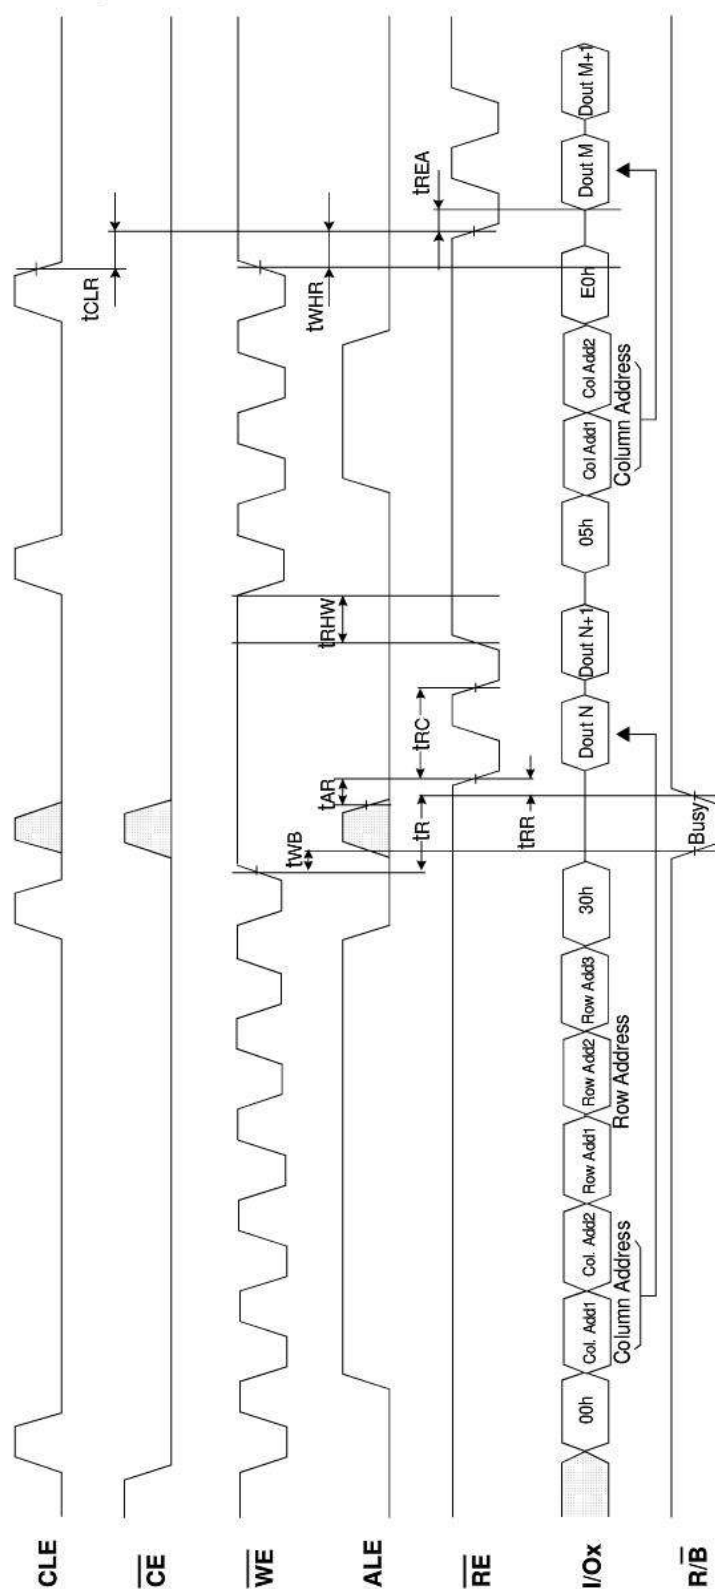 CLE
tCLR
CE
WE
tWB
tWHR
ALE
tAR
tRHW
tR
tRC
tREA
RE
tRR
I/Ox
00h
Col. Add1
Col. Add2
Row Add1
Row Add2
Row Add3
30h
Dout N
Dout N+1
05h
Col Add1
Col Add2
E0h
Dout M
Dout M+1
Column Address
Row Address
Column Address
R/B
Busy